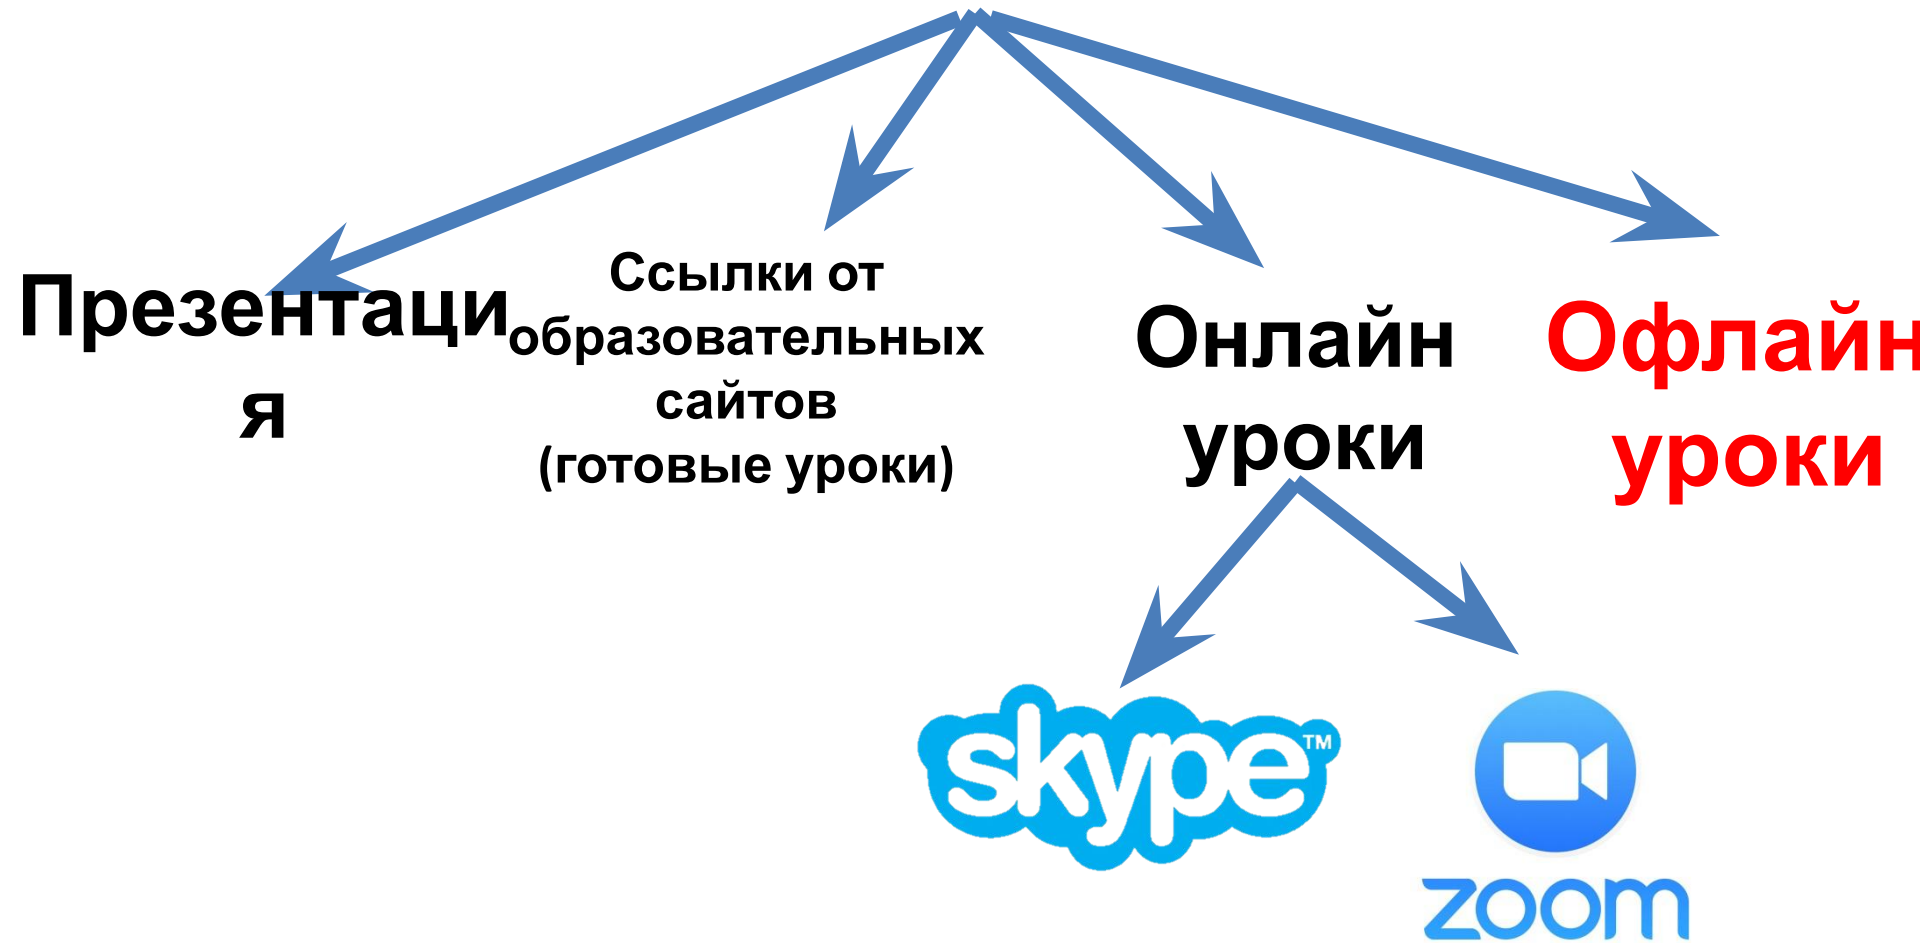 Презентаци
я
Ссылки от
образовательных
сайтов
(готовые уроки)
Онлайн
уроки
Офлайн
уроки
skype™
zoom